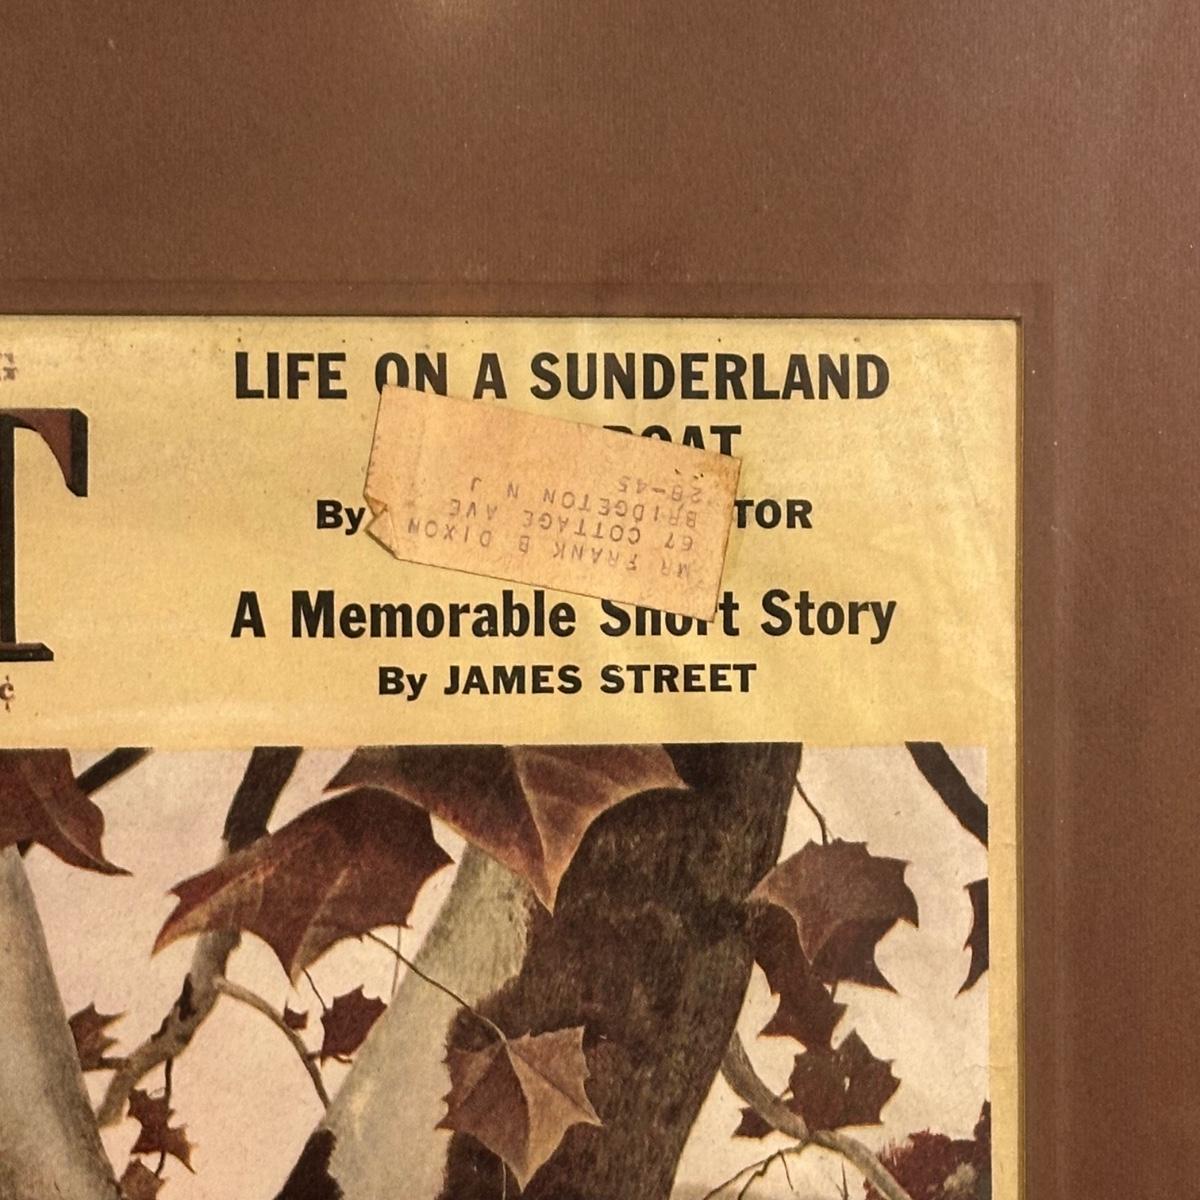 G
T
¢
LIFE ON A SUNDERLAND
BOAT
By TOR
A Memorable Short Story
By JAMES STREET
MR FRANK B DIXON
67 COTTAGE AVE
BRIDGETON N J
28-45